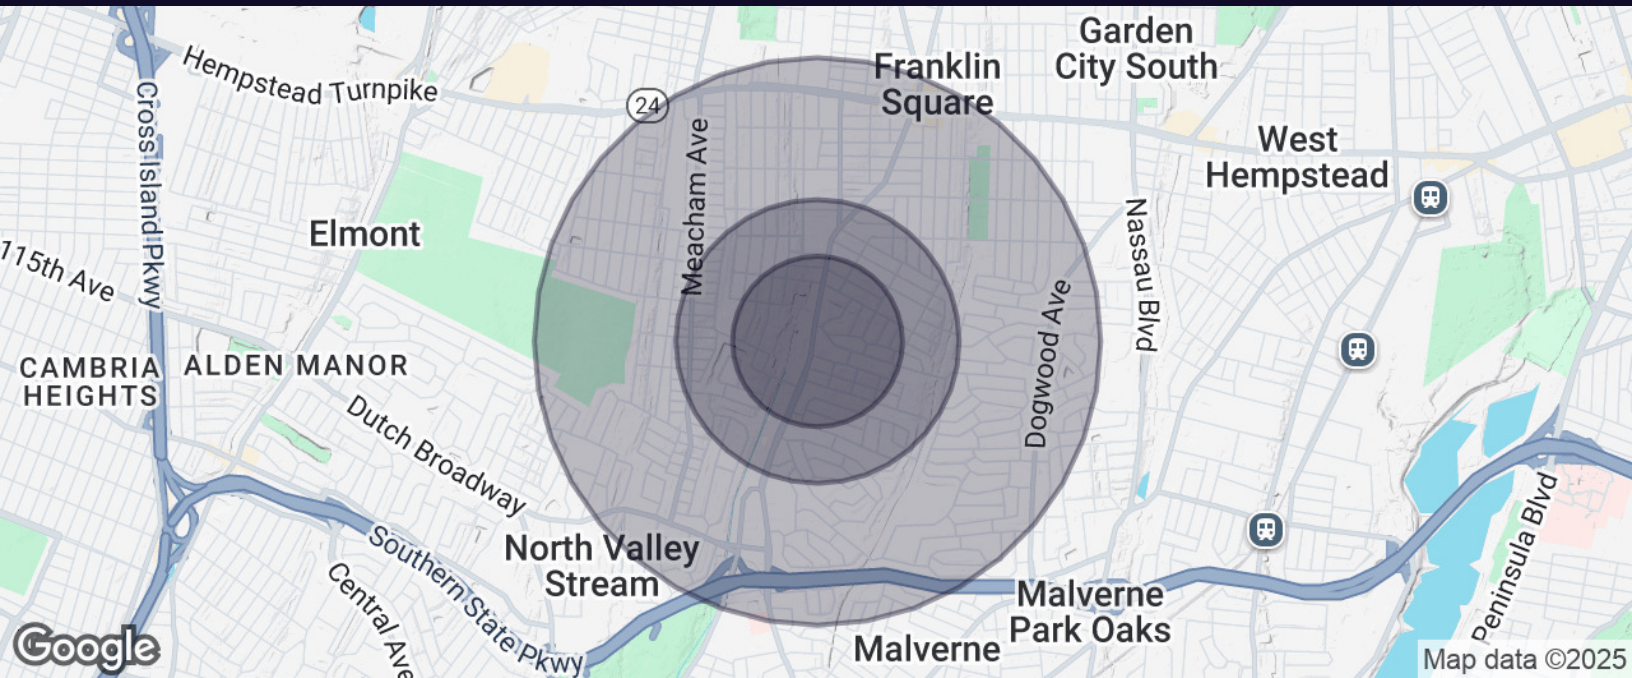 Garden
City South
Franklin
Square
Hempstead Turnpike
24
Cross Island Pkwy
Meacham Ave
West
Hempstead
Elmont
Nassau Blvd
115th Ave
Dogwood Ave
CAMBRIA
HEIGHTS
ALDEN MANOR
Dutch Broadway
Southern State Pkwy
North Valley
Stream
Central Ave
Peninsula Blvd
Malverne
Park Oaks
Malverne
Google
Map data ©2025